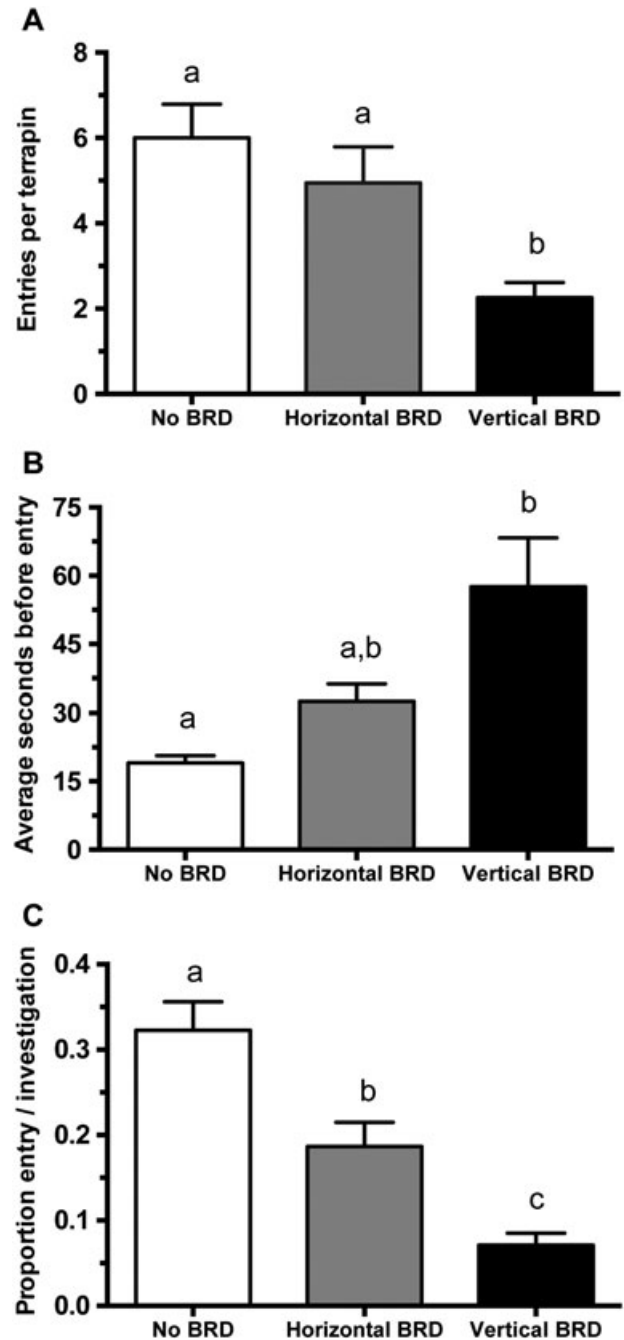 A
Entries per terrapin
8
6
4
2
0
a
a
b
No BRD
Horizontal BRD
Vertical BRD
B
Average seconds before entry
75
60
45
30
15
0
a
a,b
b
No BRD
Horizontal BRD
Vertical BRD
C
Proportion entry / investigation
0.4
0.3
0.2
0.1
0.0
a
b
c
No BRD
Horizontal BRD
Vertical BRD